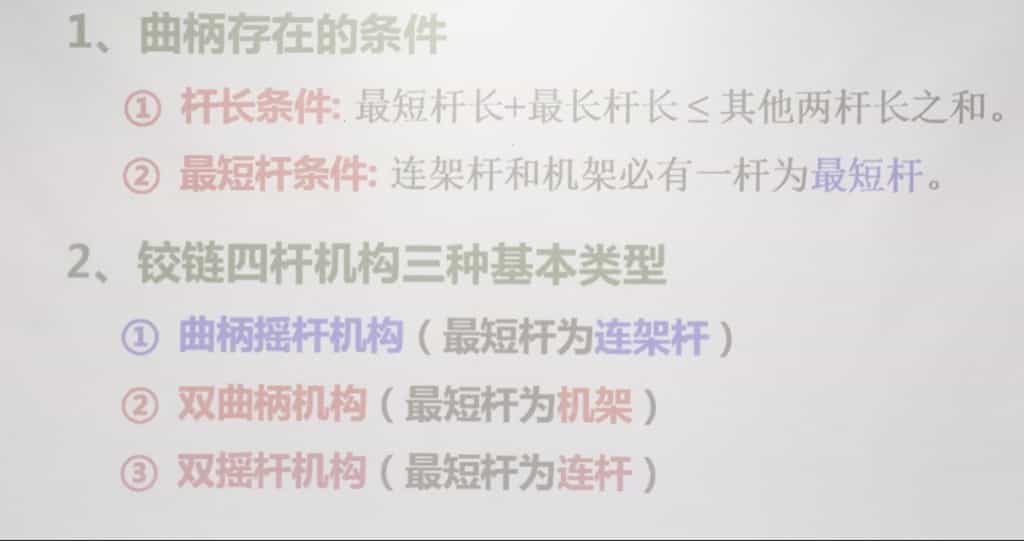 1、曲柄存在的条件
① 杆长条件: 最短杆长+最长杆长≤其他两杆长之和。
② 最短杆条件: 连架杆和机架必有一杆为最短杆。
2、铰链四杆机构三种基本类型
① 曲柄摇杆机构（最短杆为连架杆）
② 双曲柄机构（最短杆为机架）
③ 双摇杆机构（最短杆为连杆）